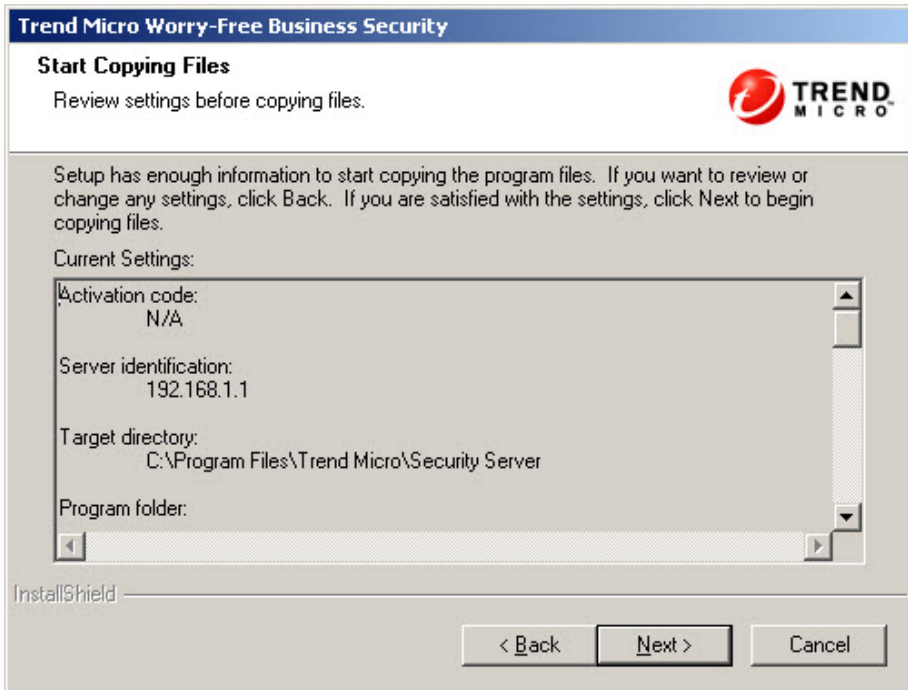 Trend Micro Worry-Free Business Security
Start Copying Files
Review settings before copying files.
TREND
MICRO™
Setup has enough information to start copying the program files. If you want to review or
change any settings, click Back. If you are satisfied with the settings, click Next to begin
copying files.
Current Settings:
Activation code:
N/A
Server identification:
192.168.1.1
Target directory:
C:\Program Files\Trend Micro\Security Server
Program folder:
InstallShield
< Back
Next >
Cancel